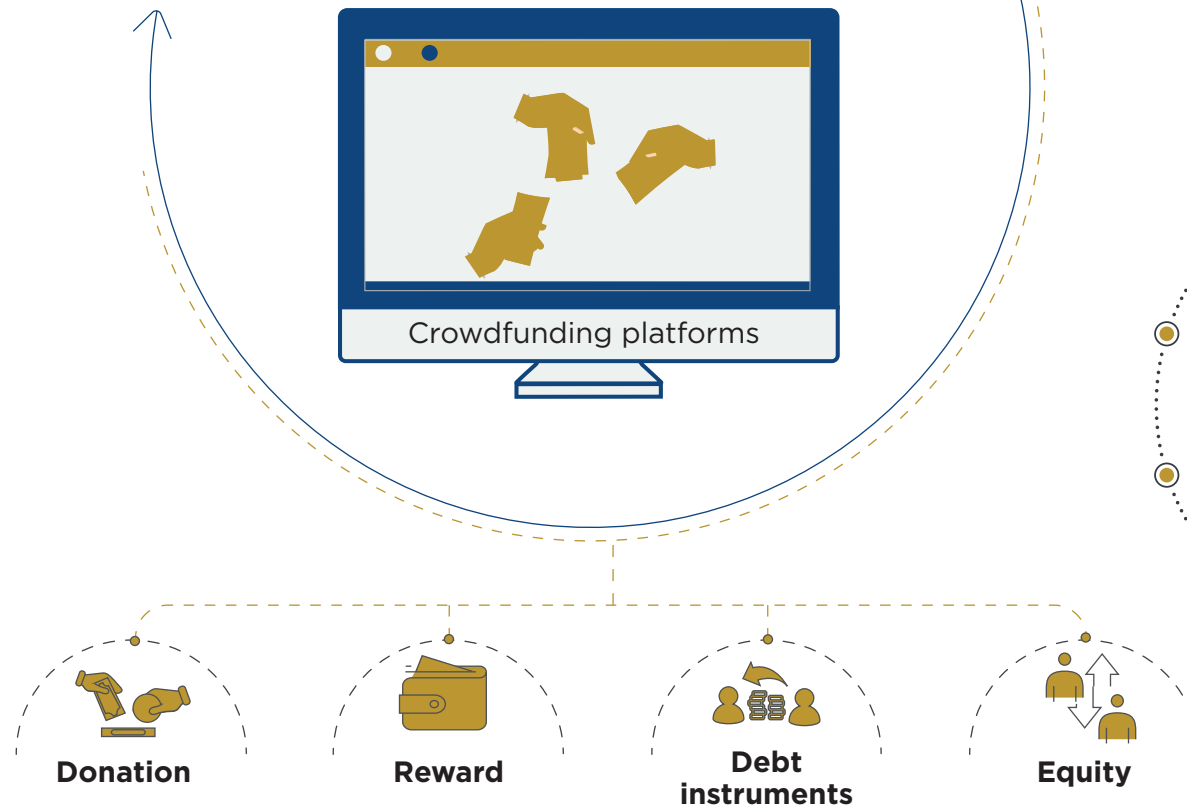 Crowdfunding platforms
Donation
Reward
Debt
instruments
Equity